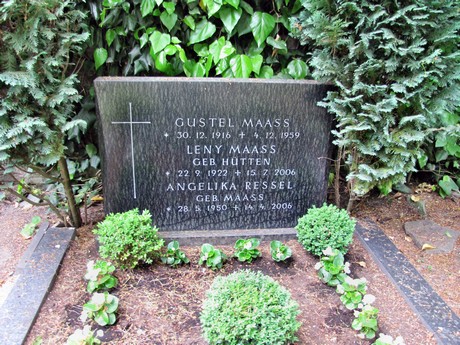 GUSTEL MAASS
* 30.12.1916 ✝ 4.12.1959
LENY MAASS
GEB HÜTTEN
* 22.9.1922 ✝ 15.7.2006
ANGELIKA RESSEL
GEB. MAASS
* 28.5.1950 ✝ 14.4.2006